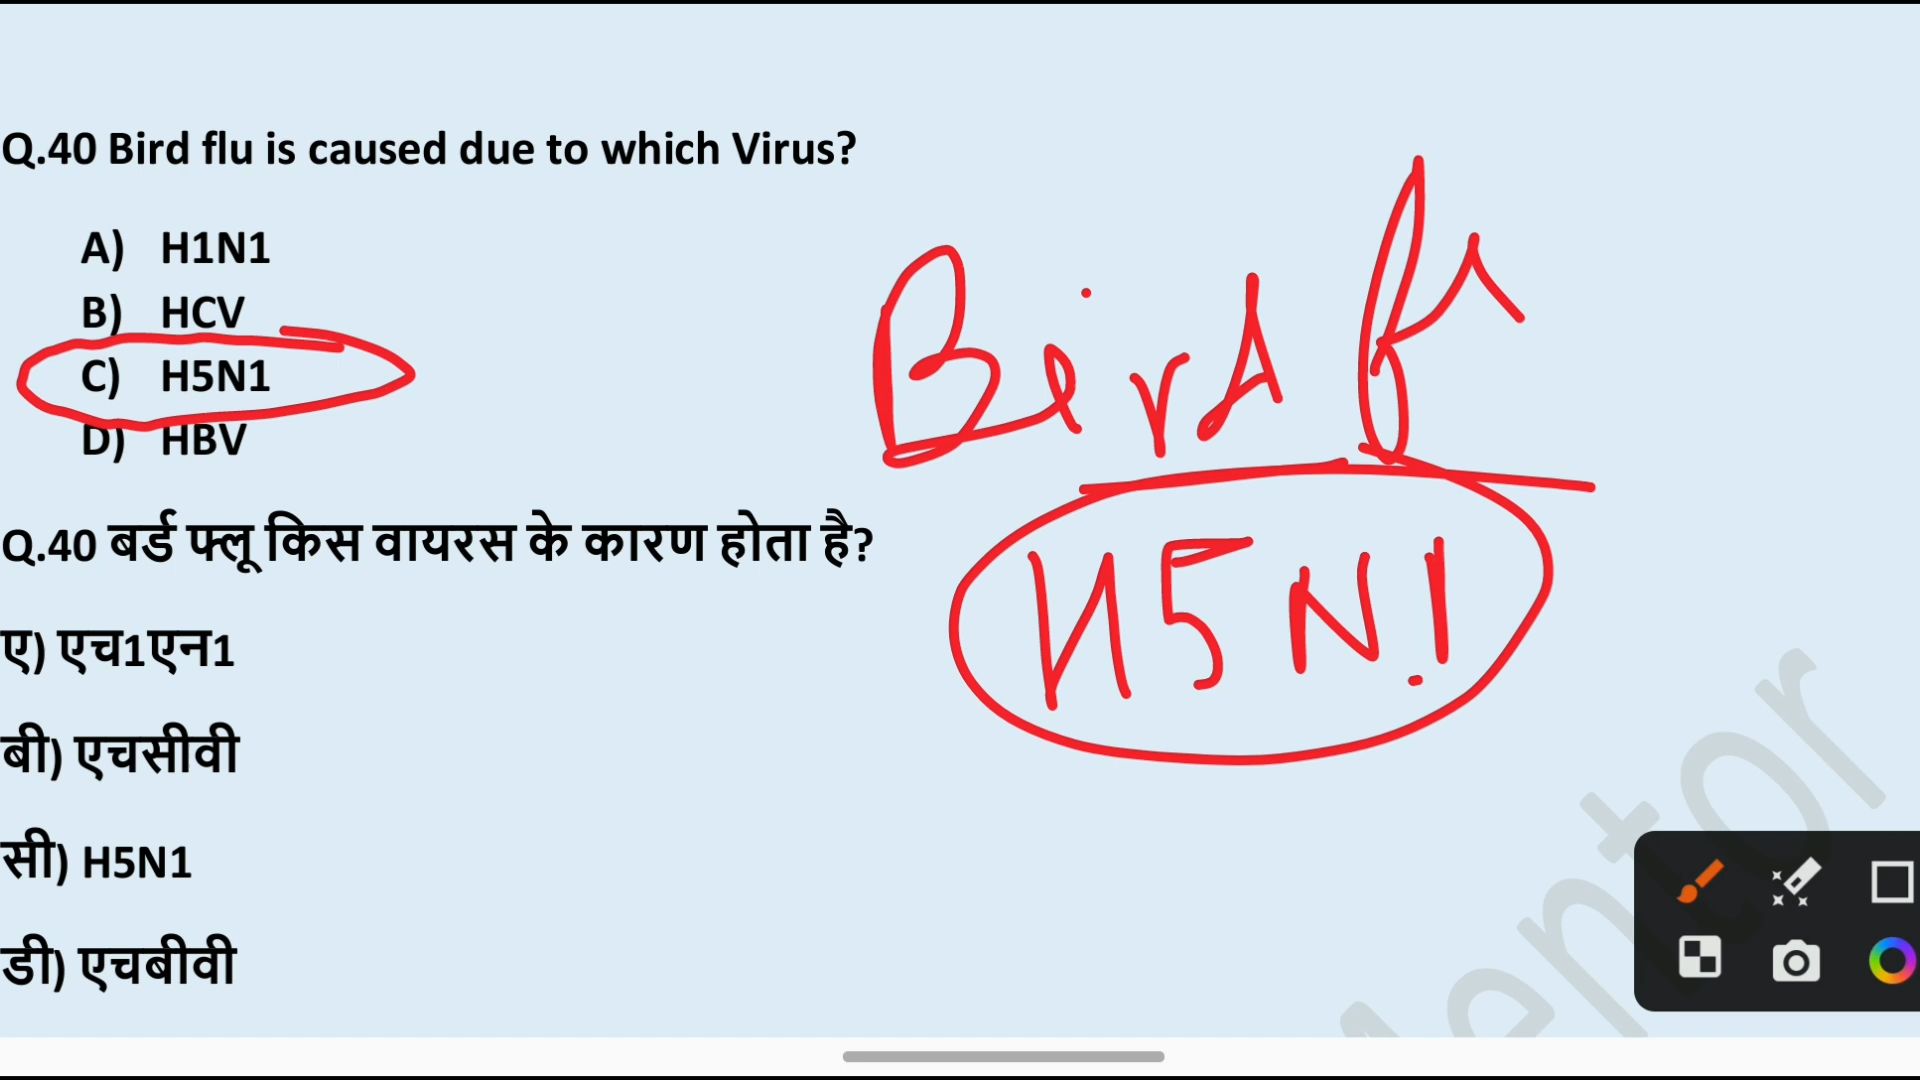 Q.40 Bird flu is caused due to which Virus?
A) H1N1
B) HCV
C) H5N1
D) HBV
Q.40 बर्ड फ्लू किस वायरस के कारण होता है?
ए) एच1एन1
बी) एचसीवी
सी) H5N1
डी) एचबीवी
Bird
H5N1
entor